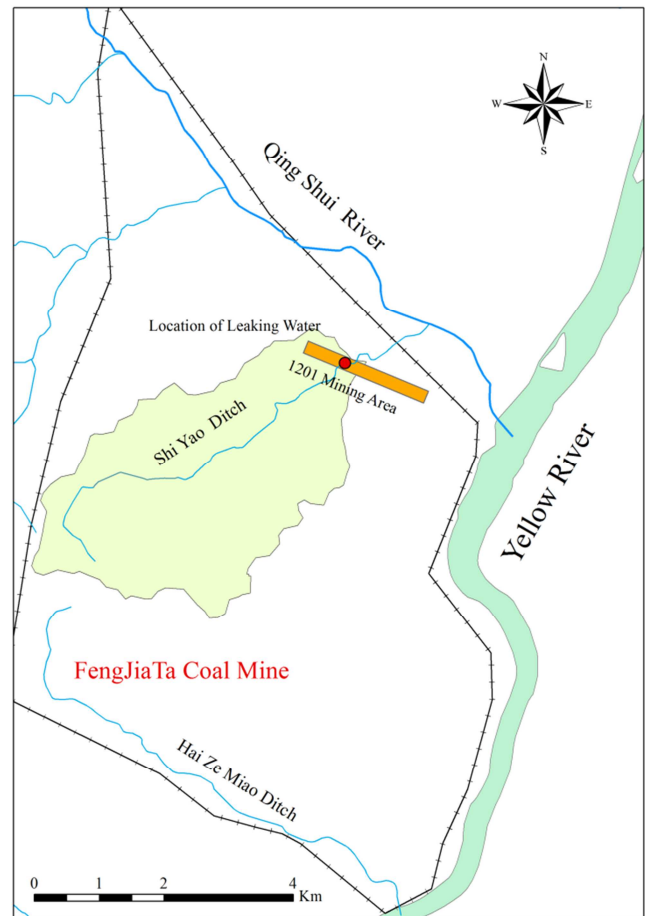 N
W E
S
Qing Shui River
Location of Leaking Water
1201 Mining Area
Shi Yao Ditch
Yellow River
FengJiaTa Coal Mine
Hai Ze Miao Ditch
0 1 2 4
Km